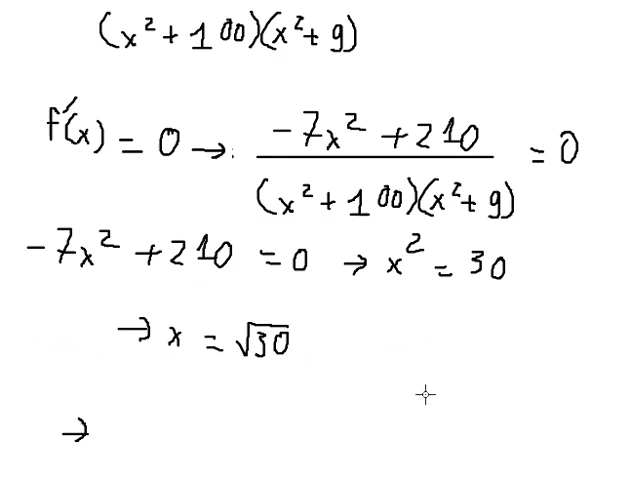 (x² + 100)(x² + 9)
f'(x) = 0 → : (-7x² + 210) / ((x² + 100)(x² + 9)) = 0
-7x² + 210 = 0 → x² = 30
→ x = √30
→